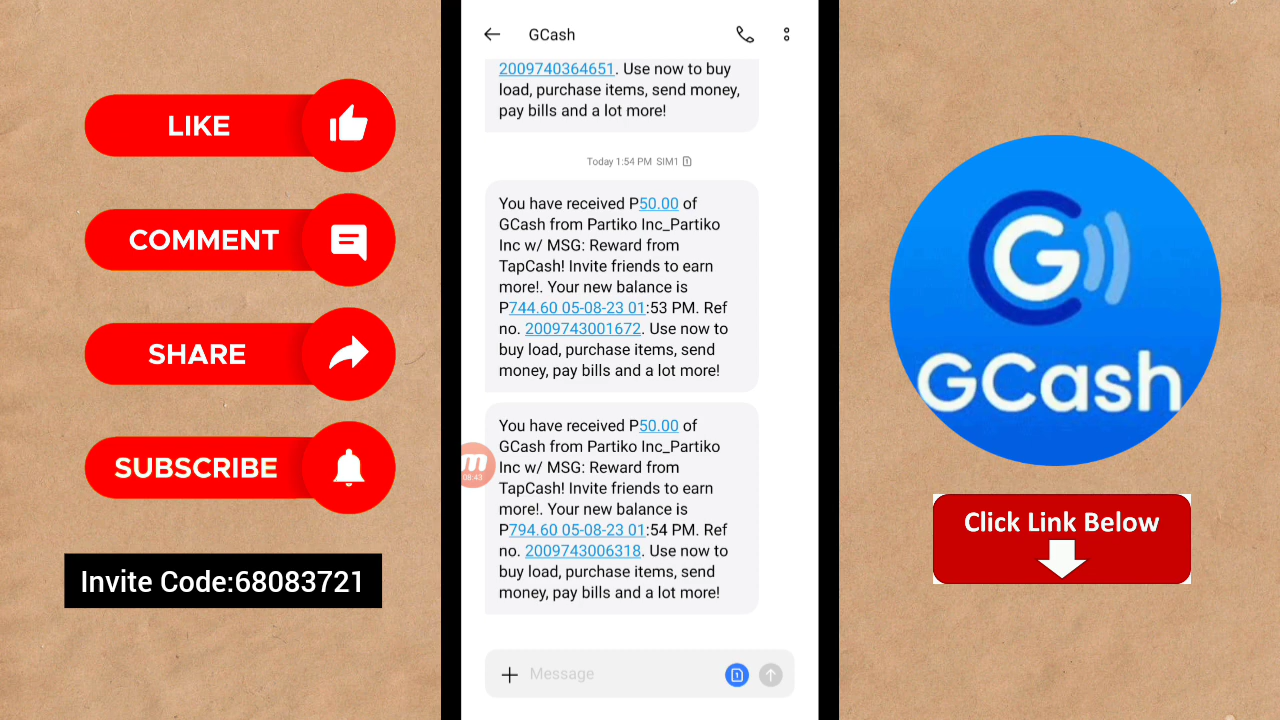 LIKE
COMMENT
SHARE
SUBSCRIBE
Invite Code:68083721
GCash
2009740364651. Use now to buy
load, purchase items, send money,
pay bills and a lot more!
Today 1:54 PM SIM1 1
You have received P50.00 of
GCash from Partiko Inc_Partiko
Inc w/ MSG: Reward from
TapCash! Invite friends to earn
more!. Your new balance is
P744.60 05-08-23 01:53 PM. Ref
no. 2009743001672. Use now to
buy load, purchase items, send
money, pay bills and a lot more!
You have received P50.00 of
GCash from Partiko Inc_Partiko
Inc w/ MSG: Reward from
TapCash! Invite friends to earn
more!. Your new balance is
P794.60 05-08-23 01:54 PM. Ref
no. 2009743006318. Use now to
buy load, purchase items, send
money, pay bills and a lot more!
08:43
Message
1
G
GCash
Click Link Below